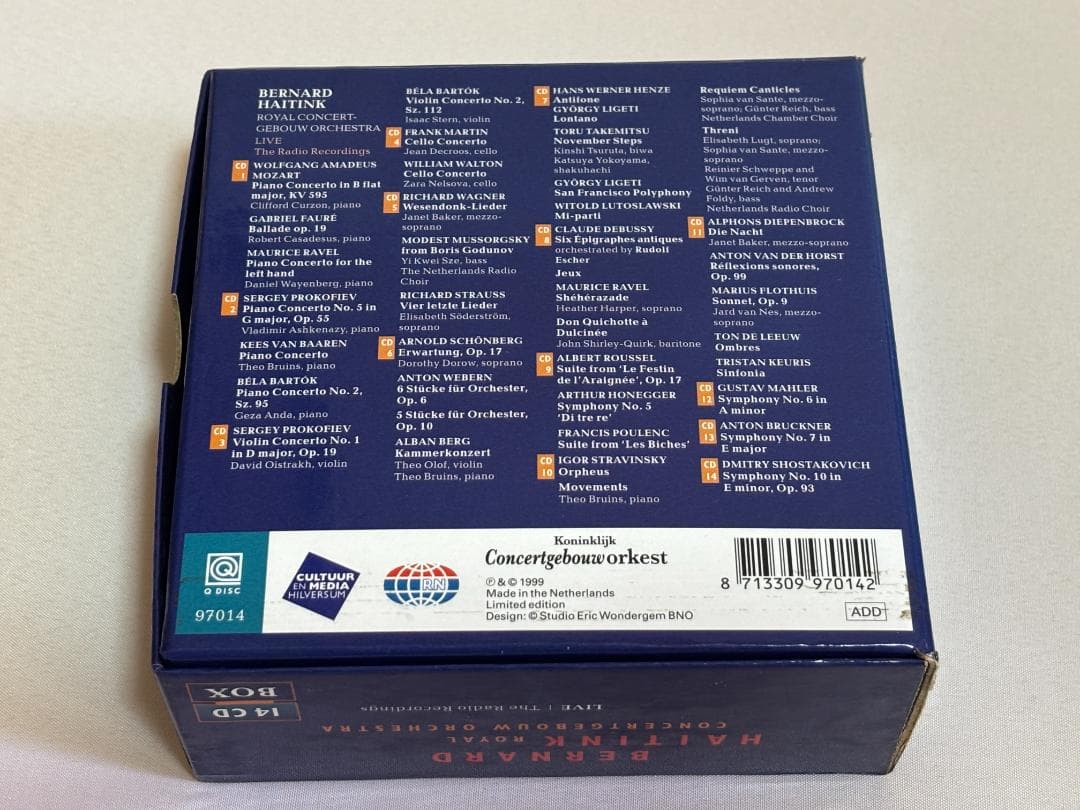 BERNARD
HAITINK
ROYAL CONCERT-
GEBOUW ORCHESTRA
LIVE
The Radio Recordings
CD
1
WOLFGANG AMADEUS
MOZART
Piano Concerto in B flat
major, KV 595
Clifford Curzon, piano
GABRIEL FAURÉ
Ballade op. 19
Robert Casadesus, piano
MAURICE RAVEL
Piano Concerto for the
left hand
Daniel Wayenberg, piano
CD
2
SERGEY PROKOFIEV
Piano Concerto No. 5 in
G major, Op. 55
Vladimir Ashkenazy, piano
KEES VAN BAAREN
Piano Concerto
Theo Bruins, piano
BÉLA BARTÓK
Piano Concerto No. 2,
Sz. 95
Geza Anda, piano
CD
3
SERGEY PROKOFIEV
Violin Concerto No. 1
in D major, Op. 19
David Oistrakh, violin
BÉLA BARTÓK
Violin Concerto No. 2,
Sz. 112
Isaac Stern, violin
CD
4
FRANK MARTIN
Cello Concerto
Jean Decroos, cello
WILLIAM WALTON
Cello Concerto
Zara Nelsova, cello
CD
5
RICHARD WAGNER
Wesendonk-Lieder
Janet Baker, mezzo-
soprano
MODEST MUSSORGSKY
from Boris Godunov
Yi Kwei Sze, bass
The Netherlands Radio
Choir
RICHARD STRAUSS
Vier letzte Lieder
Elisabeth Söderström,
soprano
CD
6
ARNOLD SCHÖNBERG
Erwartung, Op. 17
Dorothy Dorow, soprano
ANTON WEBERN
6 Stücke für Orchester,
Op. 6
5 Stücke für Orchester,
Op. 10
ALBAN BERG
Kammerkonzert
Theo Olof, violin
Theo Bruins, piano
CD
7
HANS WERNER HENZE
Antifone
GYÖRGY LIGETI
Lontano
TORU TAKEMITSU
November Steps
Kinshi Tsuruta, biwa
Katsuya Yokoyama,
shakuhachi
GYÖRGY LIGETI
San Francisco Polyphony
WITOLD LUTOSLAWSKI
Mi-parti
CD
8
CLAUDE DEBUSSY
Six Épigraphes antiques
orchestrated by Rudolf
Escher
Jeux
MAURICE RAVEL
Shéhérazade
Heather Harper, soprano
Don Quichotte à
Dulcinée
John Shirley-Quirk, baritone
CD
9
ALBERT ROUSSEL
Suite from 'Le Festin
de l'Araignée', Op. 17
ARTHUR HONEGGER
Symphony No. 5
'Di tre re'
FRANCIS POULENC
Suite from 'Les Biches'
CD
10
IGOR STRAVINSKY
Orpheus
Movements
Theo Bruins, piano
Requiem Canticles
Sophia van Sante, mezzo-
soprano; Günter Reich, bass
Netherlands Chamber Choir
Threni
Elisabeth Lugt, soprano;
Sophia van Sante, mezzo-
soprano
Reinier Schweppe and
Wim van Gerven, tenor
Günter Reich and Andrew
Foldy, bass
Netherlands Radio Choir
CD
11
ALPHONS DIEPENBROCK
Die Nacht
Janet Baker, mezzo-soprano
ANTON VAN DER HORST
Réflexions sonores,
Op. 99
MARIUS FLOTHUIS
Sonnet, Op. 9
Jard van Nes, mezzo-
soprano
TON DE LEEUW
Ombres
TRISTAN KEURIS
Sinfonia
CD
12
GUSTAV MAHLER
Symphony No. 6 in
A minor
CD
13
ANTON BRUCKNER
Symphony No. 7 in
E major
CD
14
DMITRY SHOSTAKOVICH
Symphony No. 10 in
E minor, Op. 93
Q
Q DISC
97014
CULTUUR
EN MEDIA
HILVERSUM
RN
Koninklijk
Concertgebouworkest
℗ & © 1999
Made in the Netherlands
Limited edition
Design: © Studio Eric Wondergem BNO
8 713309 970142
ADD
BERNARD
HAITINK ROYAL
CONCERTGEBOUW ORCHESTRA
LIVE | The Radio Recordings
14 CD
BOX